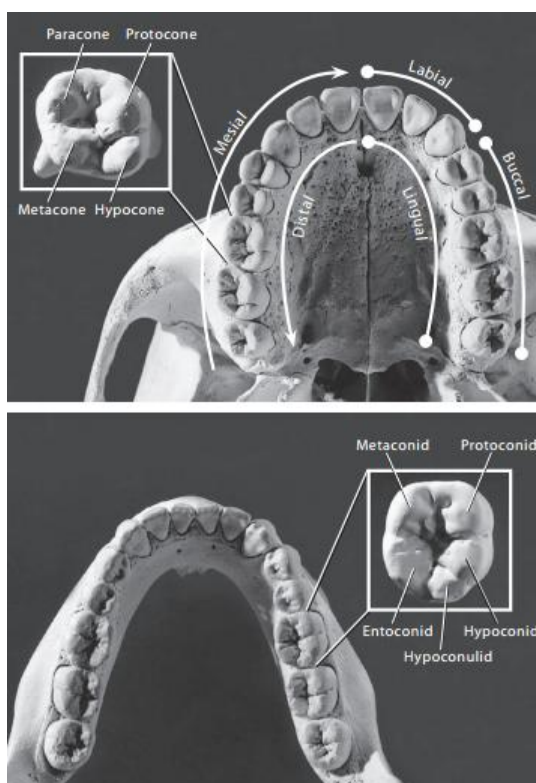 Paracone Protocone
Labial
Mesial
Buccal
Distal
Lingual
Metacone Hypocone
Metaconid Protoconid
Entoconid Hypoconid
Hypoconulid